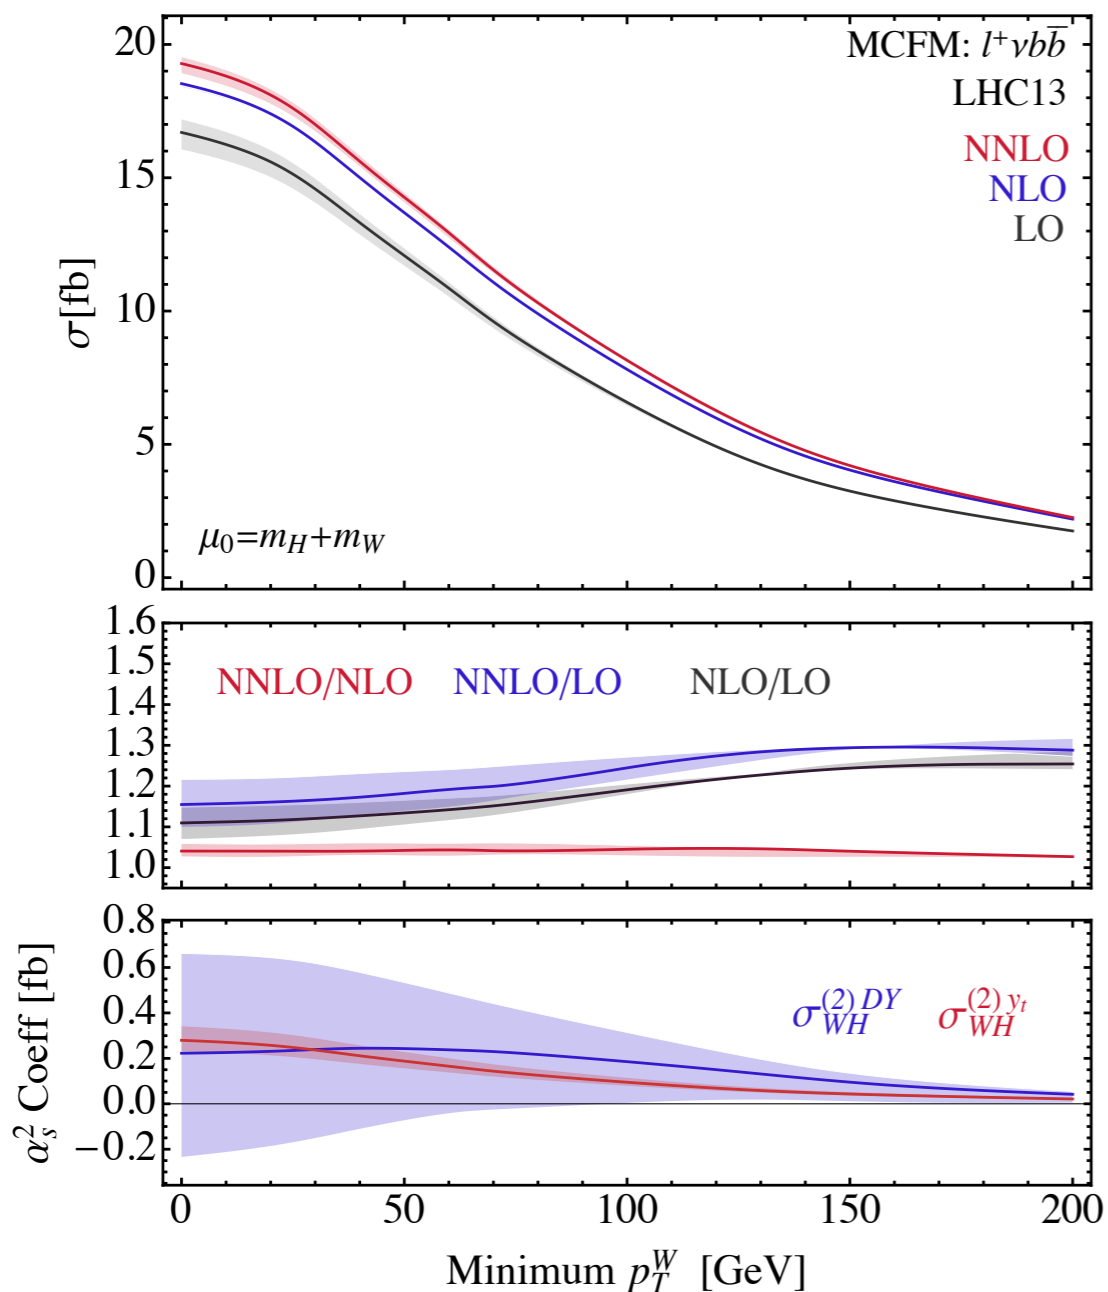 MCFM: l⁺νbb̄
LHC13
NNLO
NLO
LO
σ[fb]
20
15
10
5
0
μ₀=m_H+m_W
1.6
1.5
1.4
1.3
1.2
1.1
1.0
NNLO/NLO NNLO/LO NLO/LO
α_s² Coeff [fb]
0.8
0.6
0.4
0.2
0.0
−0.2
σ_WH^(2) DY σ_WH^(2) y_t
0 50 100 150 200
Minimum p_T^W [GeV]